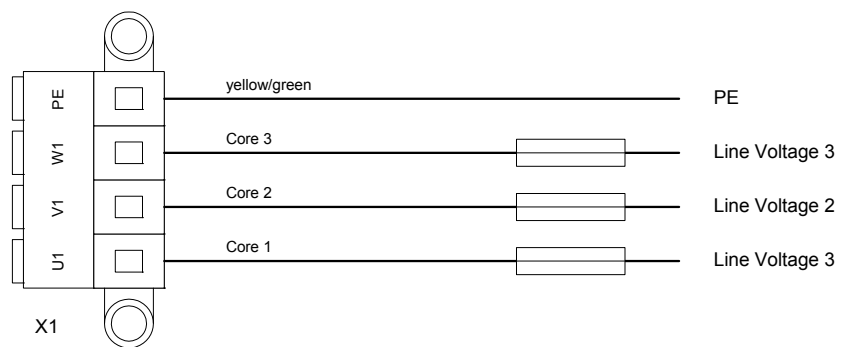 PE yellow/green PE
W1 Core 3 Line Voltage 3
V1 Core 2 Line Voltage 2
U1 Core 1 Line Voltage 3
X1